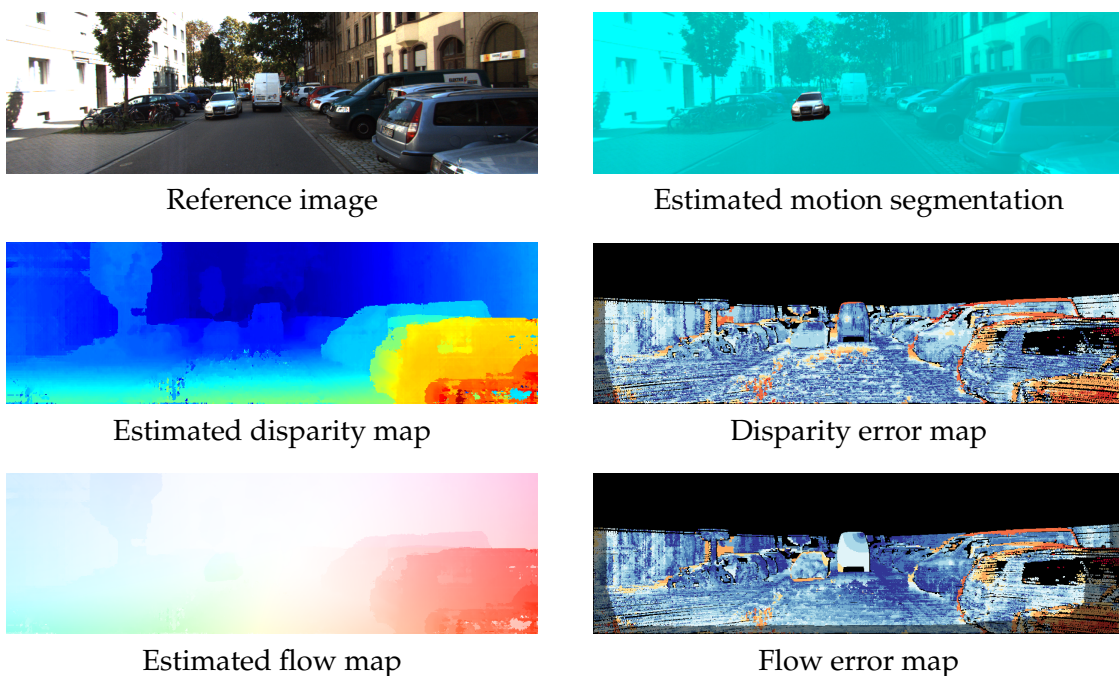 Reference image
Estimated motion segmentation
Estimated disparity map
Disparity error map
Estimated flow map
Flow error map